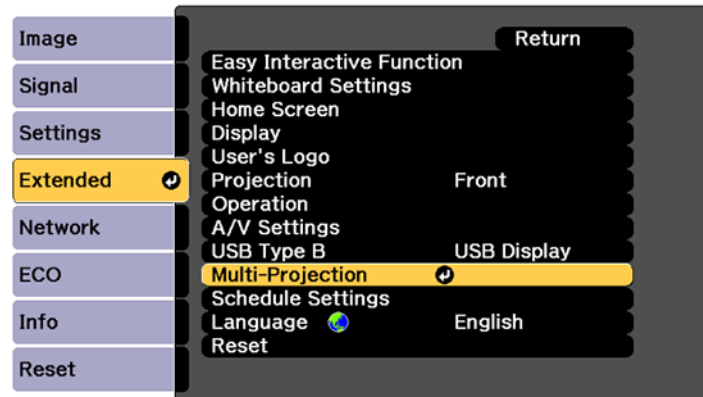 Image
Signal
Settings
Extended
Network
ECO
Info
Reset
Return
Easy Interactive Function
Whiteboard Settings
Home Screen
Display
User's Logo
Projection Front
Operation
A/V Settings
USB Type B USB Display
Multi-Projection
Schedule Settings
Language English
Reset